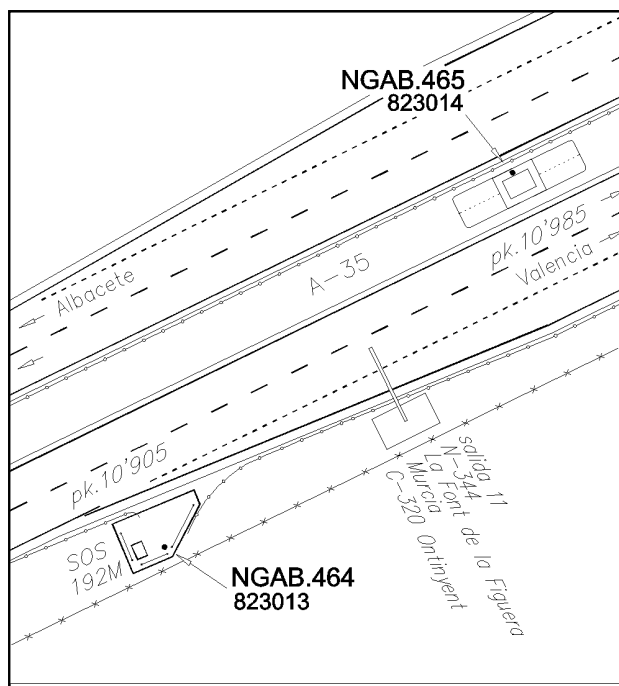 NGAB.465
823014
Albacete
A-35
pk.10'985
Valencia
pk.10'905
salida 11
N-344
La Font de la Figuera
Murcia
C-320 Ontinyent
SOS
192M
NGAB.464
823013